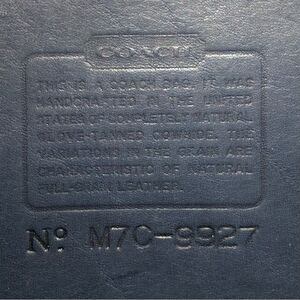 COACH
THIS IS A COACH BAG. IT WAS
HANDCRAFTED IN THE UNITED
STATES OF COMPLETELY NATURAL
GLOVE-TANNED COWHIDE. THE
VARIATIONS IN THE GRAIN ARE
CHARACTERISTIC OF NATURAL
FULL-GRAIN LEATHER.
Nº M7C-9927